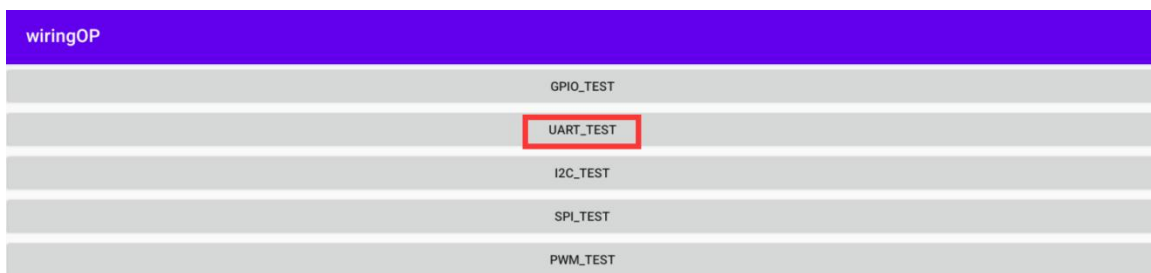 wiringOP
GPIO_TEST
UART_TEST
I2C_TEST
SPI_TEST
PWM_TEST